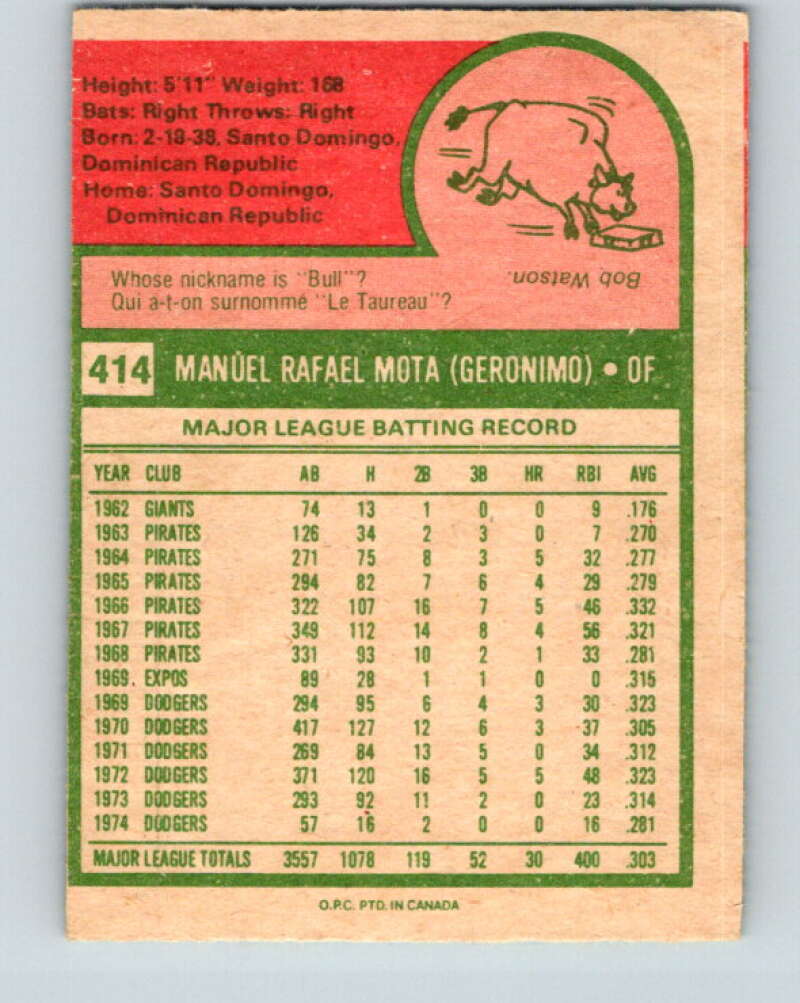 Height: 5'11" Weight: 168
Bats: Right Throws: Right
Born: 2-18-38, Santo Domingo,
Dominican Republic
Home: Santo Domingo,
Dominican Republic
Bob Watson.
Whose nickname is "Bull"?
Qui a-t-on surnommé "Le Taureau"?
414 MANUEL RAFAEL MOTA (GERONIMO) • OF
MAJOR LEAGUE BATTING RECORD
YEAR CLUB AB H 2B 3B HR RBI AVG
1962 GIANTS 74 13 1 0 0 9 .176
1963 PIRATES 126 34 2 3 0 7 .270
1964 PIRATES 271 75 8 3 5 32 .277
1965 PIRATES 294 82 7 6 4 29 .279
1966 PIRATES 322 107 16 7 5 46 .332
1967 PIRATES 349 112 14 8 4 56 .321
1968 PIRATES 331 93 10 2 1 33 .281
1969. EXPOS 89 28 1 1 0 0 .315
1969 DODGERS 294 95 6 4 3 30 .323
1970 DODGERS 417 127 12 6 3 37 .305
1971 DODGERS 269 84 13 5 0 34 .312
1972 DODGERS 371 120 16 5 5 48 .323
1973 DODGERS 293 92 11 2 0 23 .314
1974 DODGERS 57 16 2 0 0 16 .281
MAJOR LEAGUE TOTALS 3557 1078 119 52 30 400 .303
O.P.C. PTD. IN CANADA